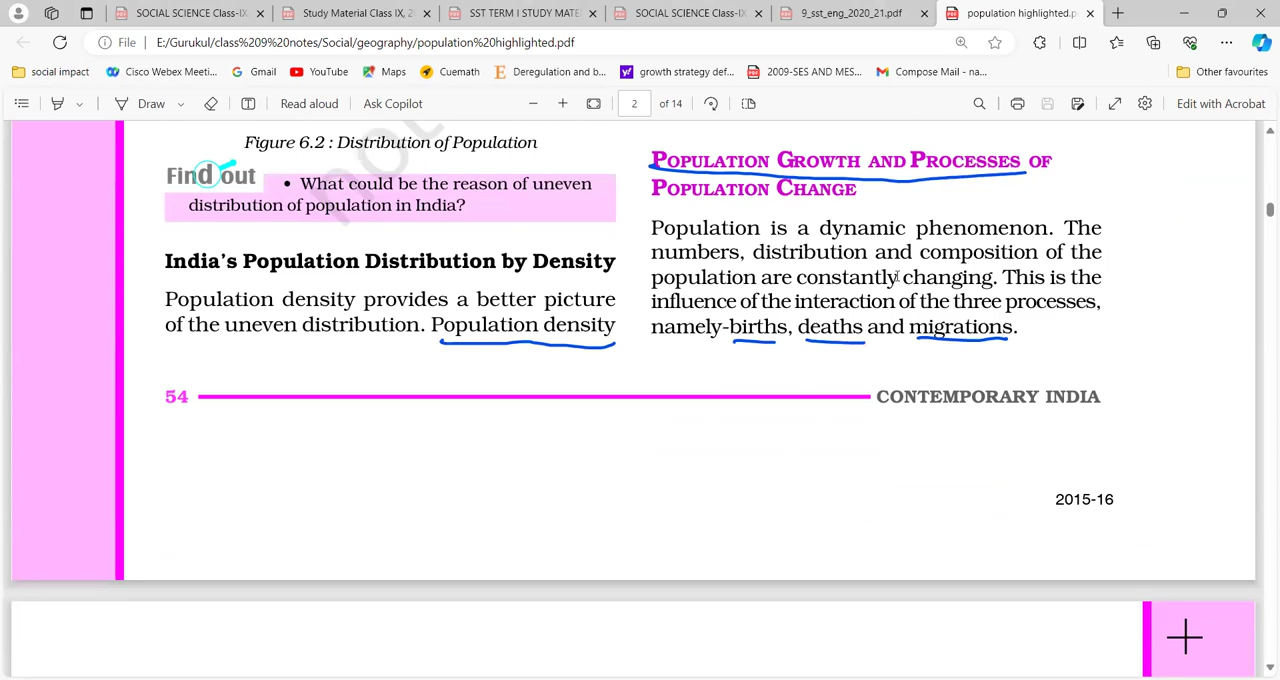 SOCIAL SCIENCE Class-IX
Study Material Class IX, 2
SST TERM I STUDY MATE
SOCIAL SCIENCE Class-IX
9_sst_eng_2020_21.pdf
population highlighted.p
File
E:/Gurukul/class%209%20notes/Social/geography/population%20highlighted.pdf
social impact
Cisco Webex Meeti...
Gmail
YouTube
Maps
Cuemath
Deregulation and b...
growth strategy def...
2009-SES AND MES...
Compose Mail - na...
Other favourites
Draw
Read aloud
Ask Copilot
2
of 14
Edit with Acrobat
Figure 6.2 : Distribution of Population
Find out
• What could be the reason of uneven
distribution of population in India?
India's Population Distribution by Density
Population density provides a better picture
of the uneven distribution. Population density
POPULATION GROWTH AND PROCESSES OF
POPULATION CHANGE
Population is a dynamic phenomenon. The
numbers, distribution and composition of the
population are constantly changing. This is the
influence of the interaction of the three processes,
namely-births, deaths and migrations.
54
CONTEMPORARY INDIA
2015-16